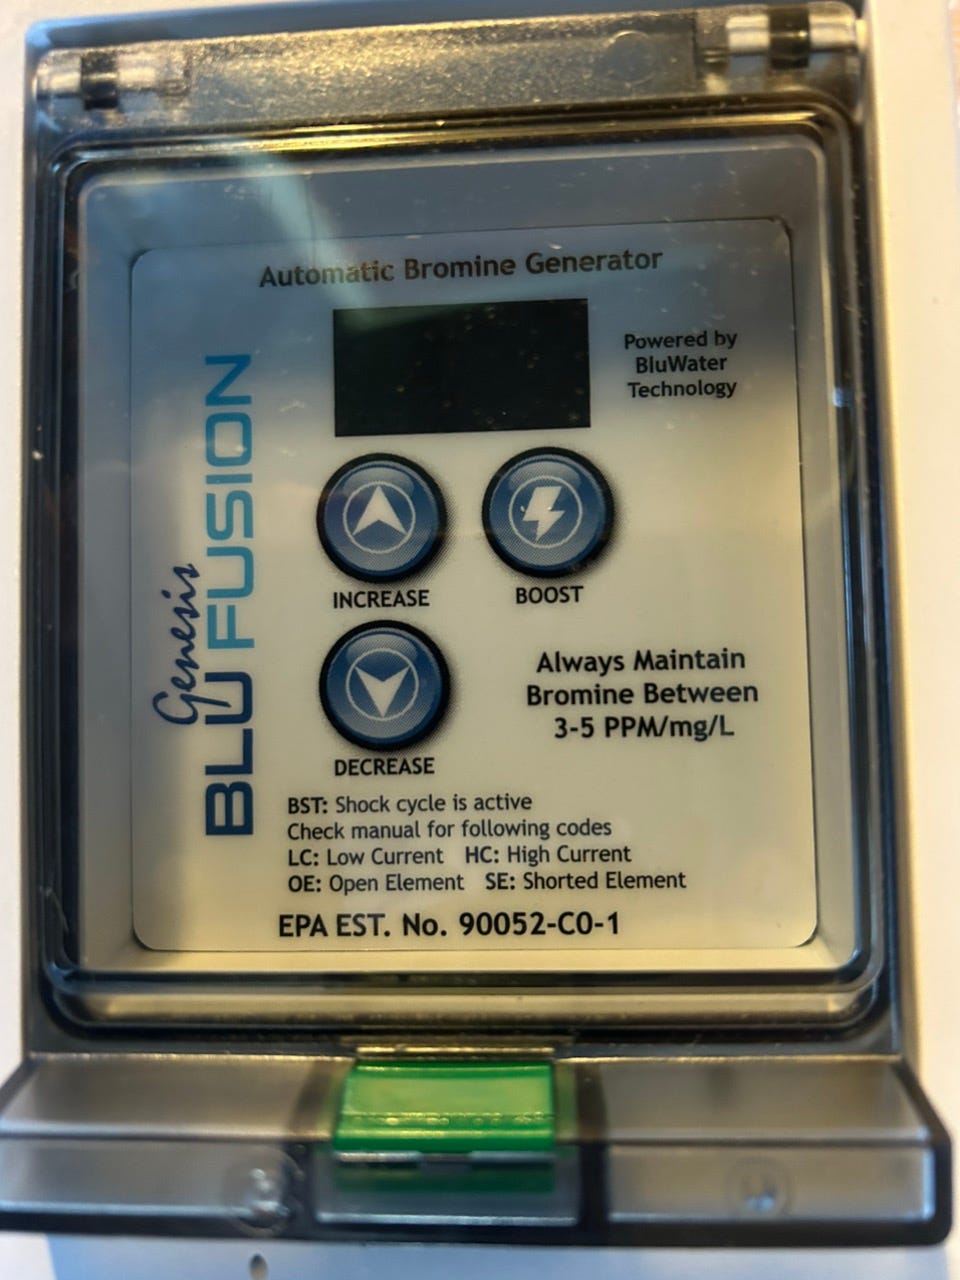 Automatic Bromine Generator
Powered by
BluWater
Technology
Genesis
BLU FUSION
INCREASE
BOOST
DECREASE
Always Maintain
Bromine Between
3-5 PPM/mg/L
BST: Shock cycle is active
Check manual for following codes
LC: Low Current HC: High Current
OE: Open Element SE: Shorted Element
EPA EST. No. 90052-CO-1